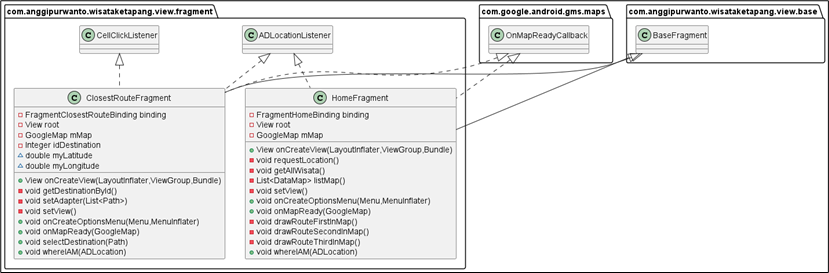 com.anggipurwanto.wisataketapang.view.fragment
com.google.android.gms.maps
com.anggipurwanto.wisataketapang.view.base
C CellClickListener
C ADLocationListener
C OnMapReadyCallback
C BaseFragment
C ClosestRouteFragment
FragmentClosestRouteBinding binding
View root
GoogleMap mMap
Integer idDestination
double myLatitude
double myLongitude
View onCreateView(LayoutInflater,ViewGroup,Bundle)
void getDestinationById()
void setAdapter(List<Path>)
void setView()
void onCreateOptionsMenu(Menu,MenuInflater)
void onMapReady(GoogleMap)
void selectDestination(Path)
void whereIAM(ADLocation)
C HomeFragment
FragmentHomeBinding binding
View root
GoogleMap mMap
View onCreateView(LayoutInflater,ViewGroup,Bundle)
void requestLocation()
void getAllWisata()
List<DataMap> listMap()
void setView()
void onCreateOptionsMenu(Menu,MenuInflater)
void onMapReady(GoogleMap)
void drawRouteFirstInMap()
void drawRouteSecondInMap()
void drawRouteThirdInMap()
void whereIAM(ADLocation)